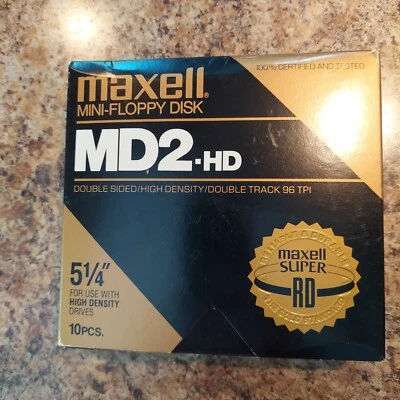 maxell®
MINI-FLOPPY DISK
100% CERTIFIED AND TESTED
MD2-HD
DOUBLE SIDED/HIGH DENSITY/DOUBLE TRACK 96 TPI
5¼"
FOR USE WITH
HIGH DENSITY
DRIVES
10PCS.
maxell
SUPER
RD